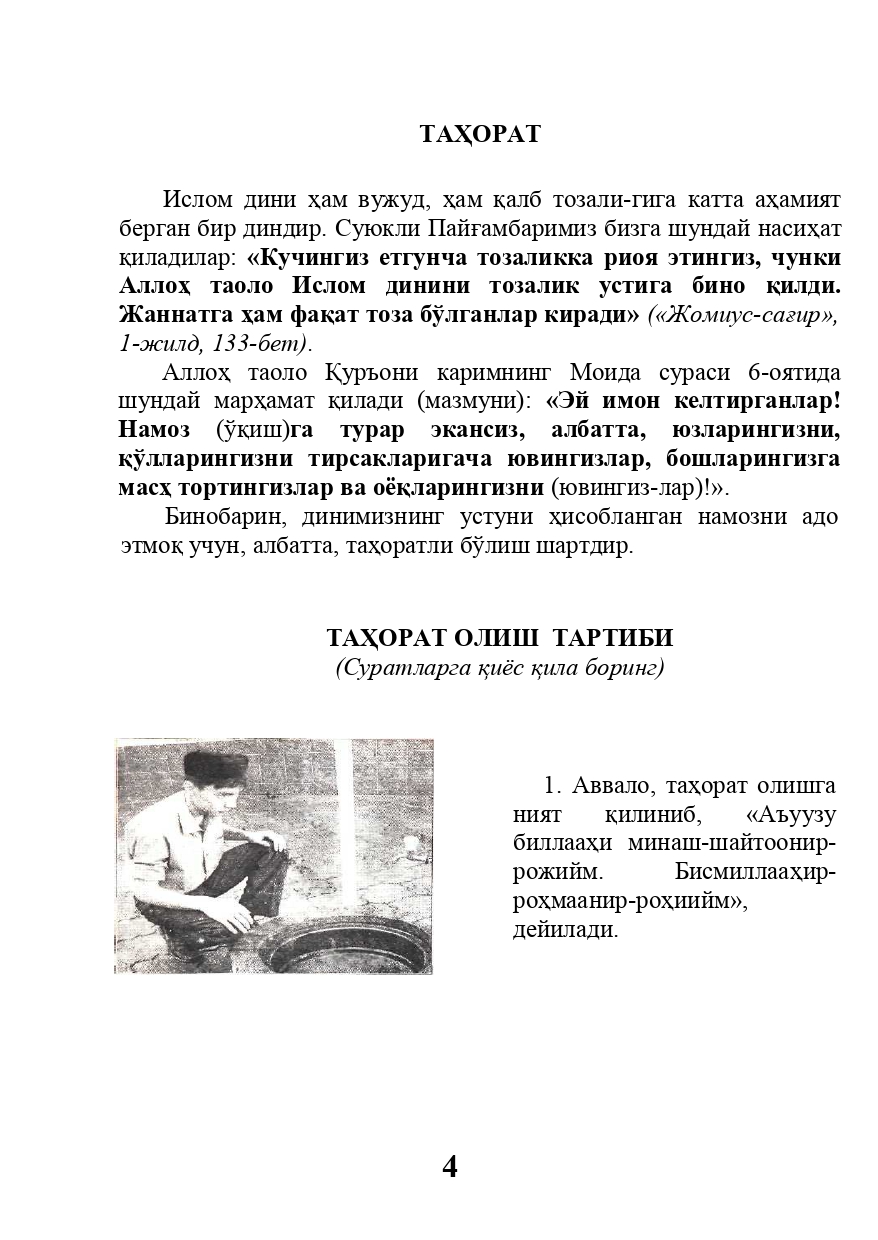 ТАҲОРАТ
Ислом дини ҳам вужуд, ҳам қалб тозали-гига катта аҳамият
берган бир диндир. Суюкли Пайғамбаримиз бизга шундай насиҳат
қиладилар: «Кучингиз етгунча тозаликка риоя этингиз, чунки
Аллоҳ таоло Ислом динини тозалик устига бино қилди.
Жаннатга ҳам фақат тоза бўлганлар киради» («Жомиус-сағир»,
1-жилд, 133-бет).
Аллоҳ таоло Қуръони каримнинг Моида сураси 6-оятида
шундай марҳамат қилади (мазмуни): «Эй имон келтирганлар!
Намоз (ўқиш)га турар экансиз, албатта, юзларингизни,
қўлларингизни тирсакларигача ювингизлар, бошларингизга
масҳ тортингизлар ва оёқларингизни (ювингиз-лар)!».
Бинобарин, динимизнинг устуни ҳисобланган намозни адо
этмоқ учун, албатта, таҳоратли бўлиш шартдир.
ТАҲОРАТ ОЛИШ  ТАРТИБИ
(Суратларга қиёс қила боринг)
1. Аввало, таҳорат олишга
ният қилиниб, «Аъуузу
биллааҳи минаш-шайтоонир-
рожийм. Бисмиллааҳир-
роҳмаанир-роҳиийм»,
дейилади.
4